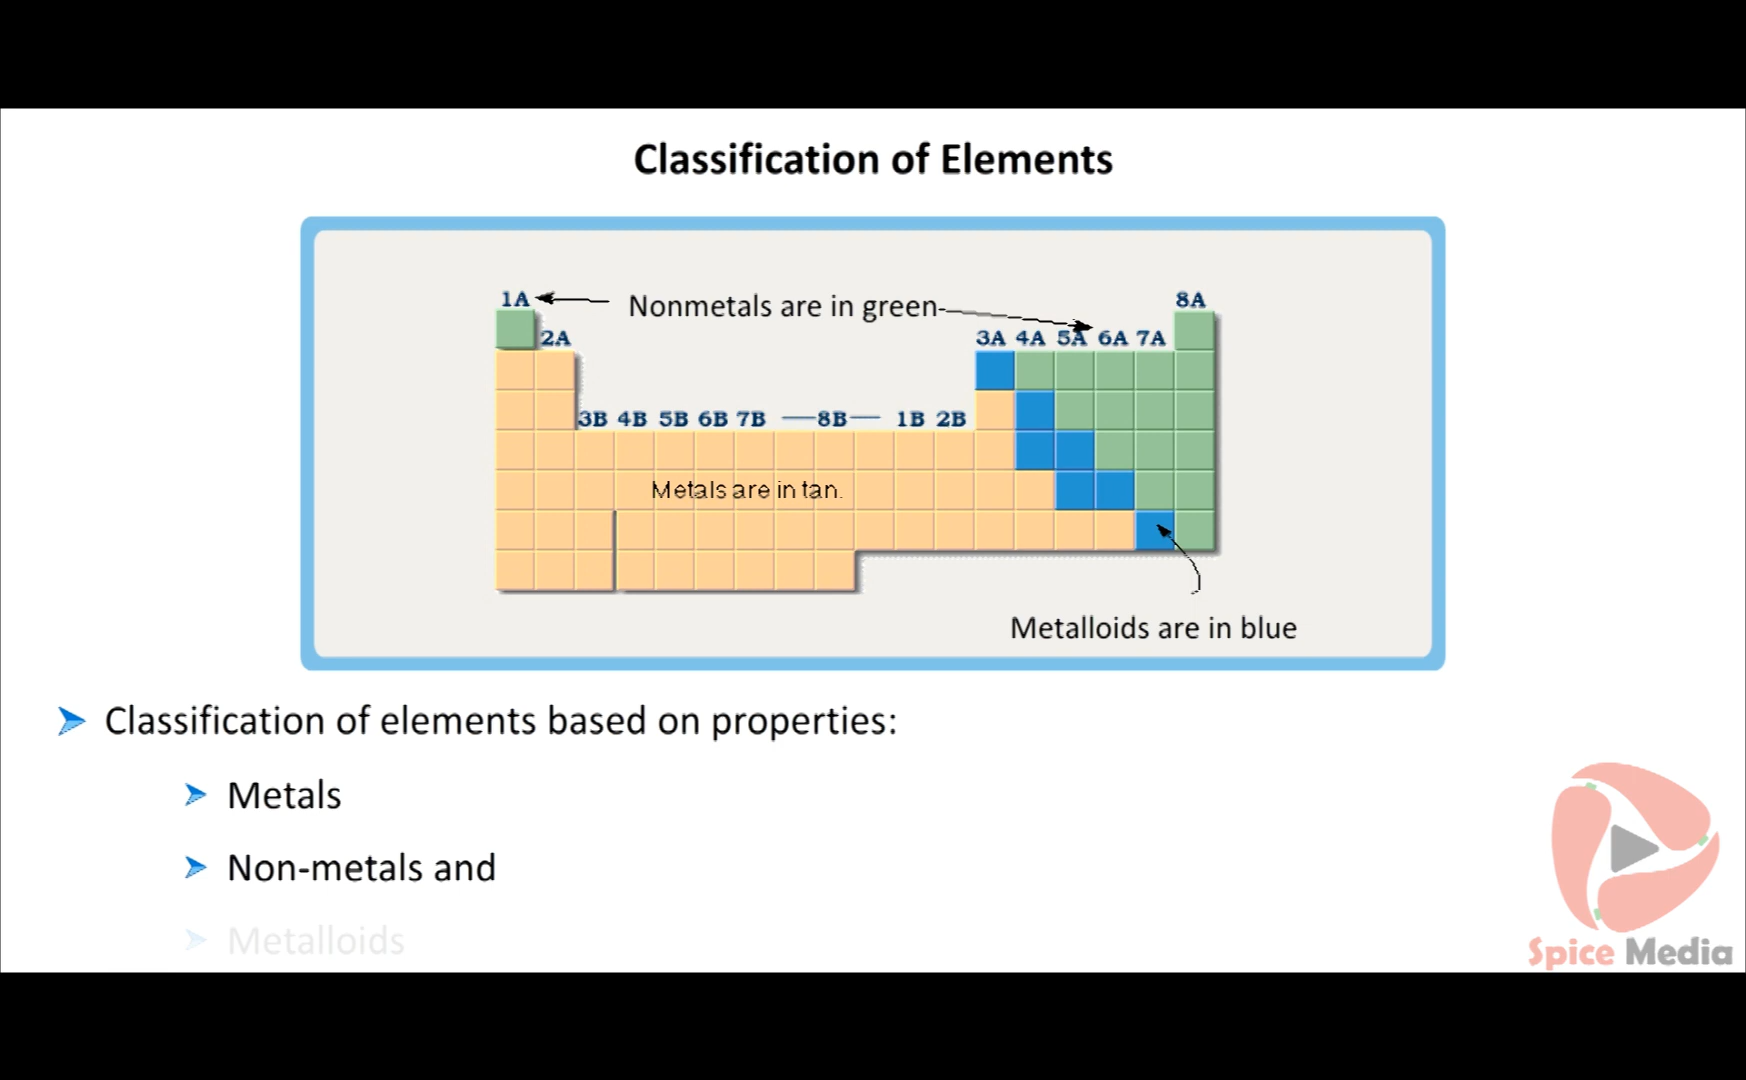 Classification of Elements
1A
Nonmetals are in green
8A
2A
3A 4A 5A 6A 7A
3B 4B 5B 6B 7B 8B 1B 2B
Metals are in tan.
Metalloids are in blue
Classification of elements based on properties:
Metals
Non-metals and
Metalloids
Spice Media